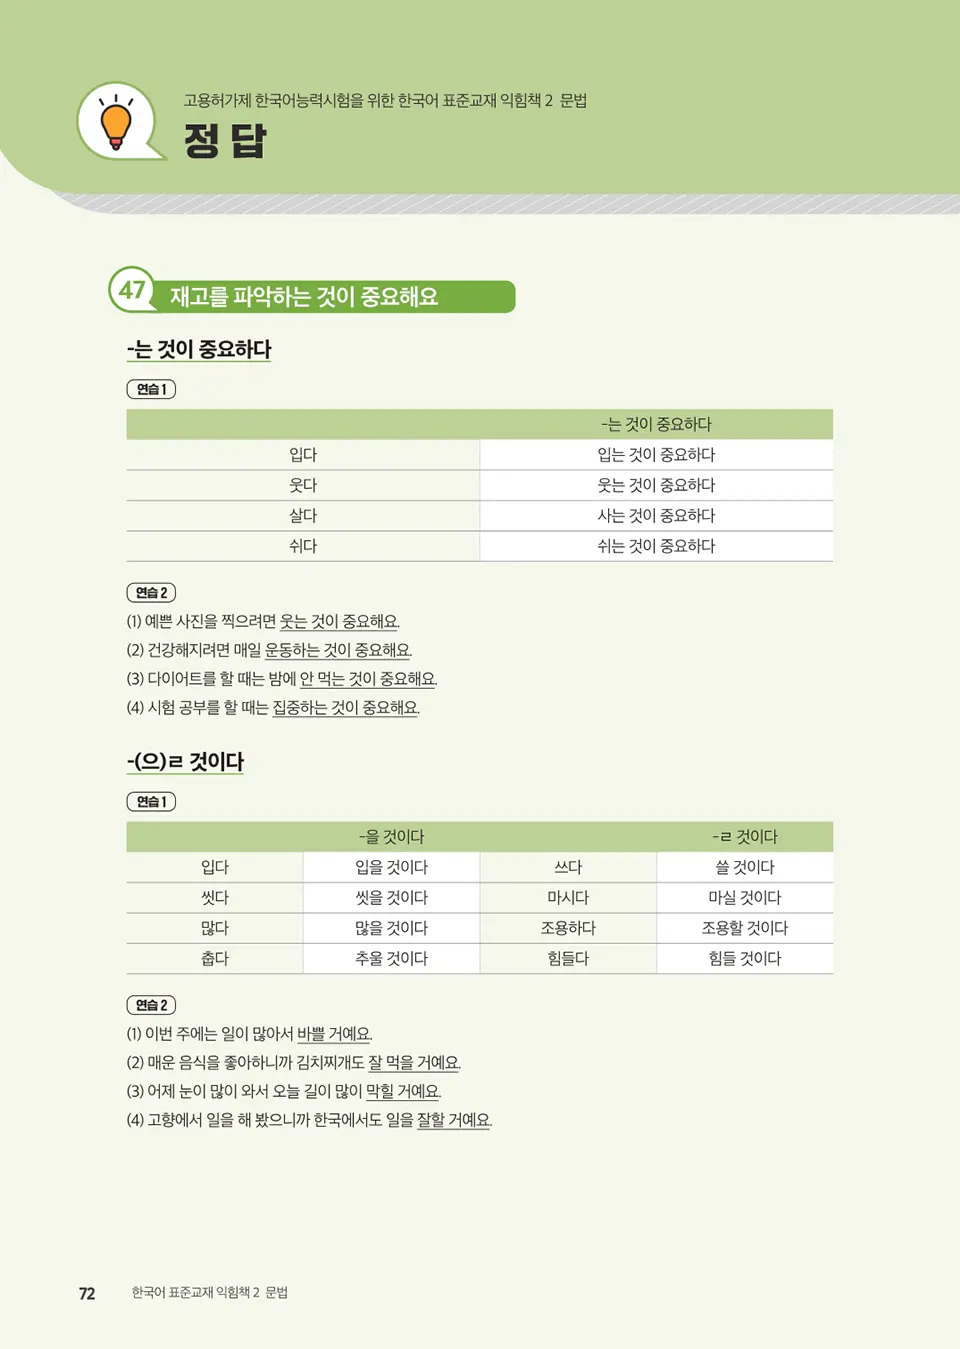 고용허가제 한국어능력시험을 위한 한국어 표준교재 익힘책 2 문법
정답
47 재고를 파악하는 것이 중요해요
-는 것이 중요하다
연습 1
-는 것이 중요하다
입다 입는 것이 중요하다
웃다 웃는 것이 중요하다
살다 사는 것이 중요하다
쉬다 쉬는 것이 중요하다
연습 2
(1) 예쁜 사진을 찍으려면 웃는 것이 중요해요.
(2) 건강해지려면 매일 운동하는 것이 중요해요.
(3) 다이어트를 할 때는 밤에 안 먹는 것이 중요해요.
(4) 시험 공부를 할 때는 집중하는 것이 중요해요.
-(으)ㄹ 것이다
연습 1
-을 것이다 -ㄹ 것이다
입다 입을 것이다 쓰다 쓸 것이다
씻다 씻을 것이다 마시다 마실 것이다
많다 많을 것이다 조용하다 조용할 것이다
춥다 추울 것이다 힘들다 힘들 것이다
연습 2
(1) 이번 주에는 일이 많아서 바쁠 거예요.
(2) 매운 음식을 좋아하니까 김치찌개도 잘 먹을 거예요.
(3) 어제 눈이 많이 와서 오늘 길이 많이 막힐 거예요.
(4) 고향에서 일을 해 봤으니까 한국에서도 일을 잘할 거예요.
72 한국어 표준교재 익힘책 2 문법